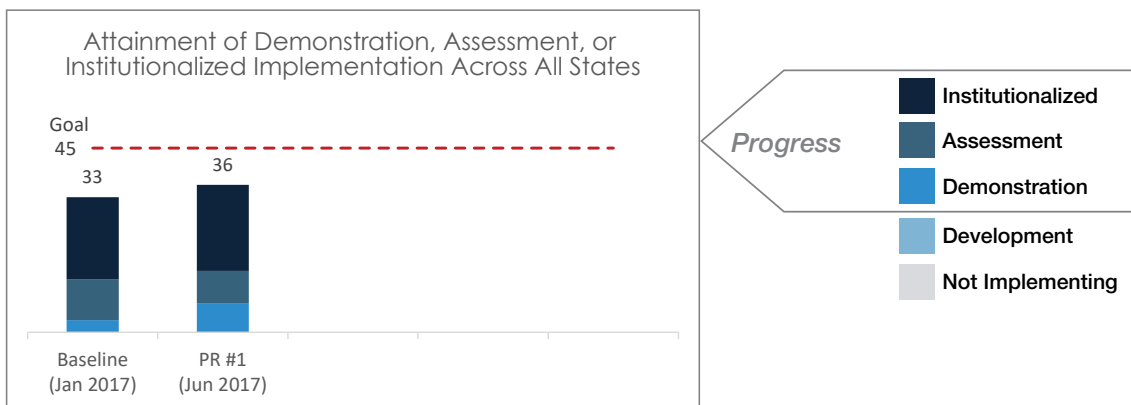 Attainment of Demonstration, Assessment, or
Institutionalized Implementation Across All States
Goal
45
33
36
Baseline
(Jan 2017)
PR #1
(Jun 2017)
Progress
Institutionalized
Assessment
Demonstration
Development
Not Implementing